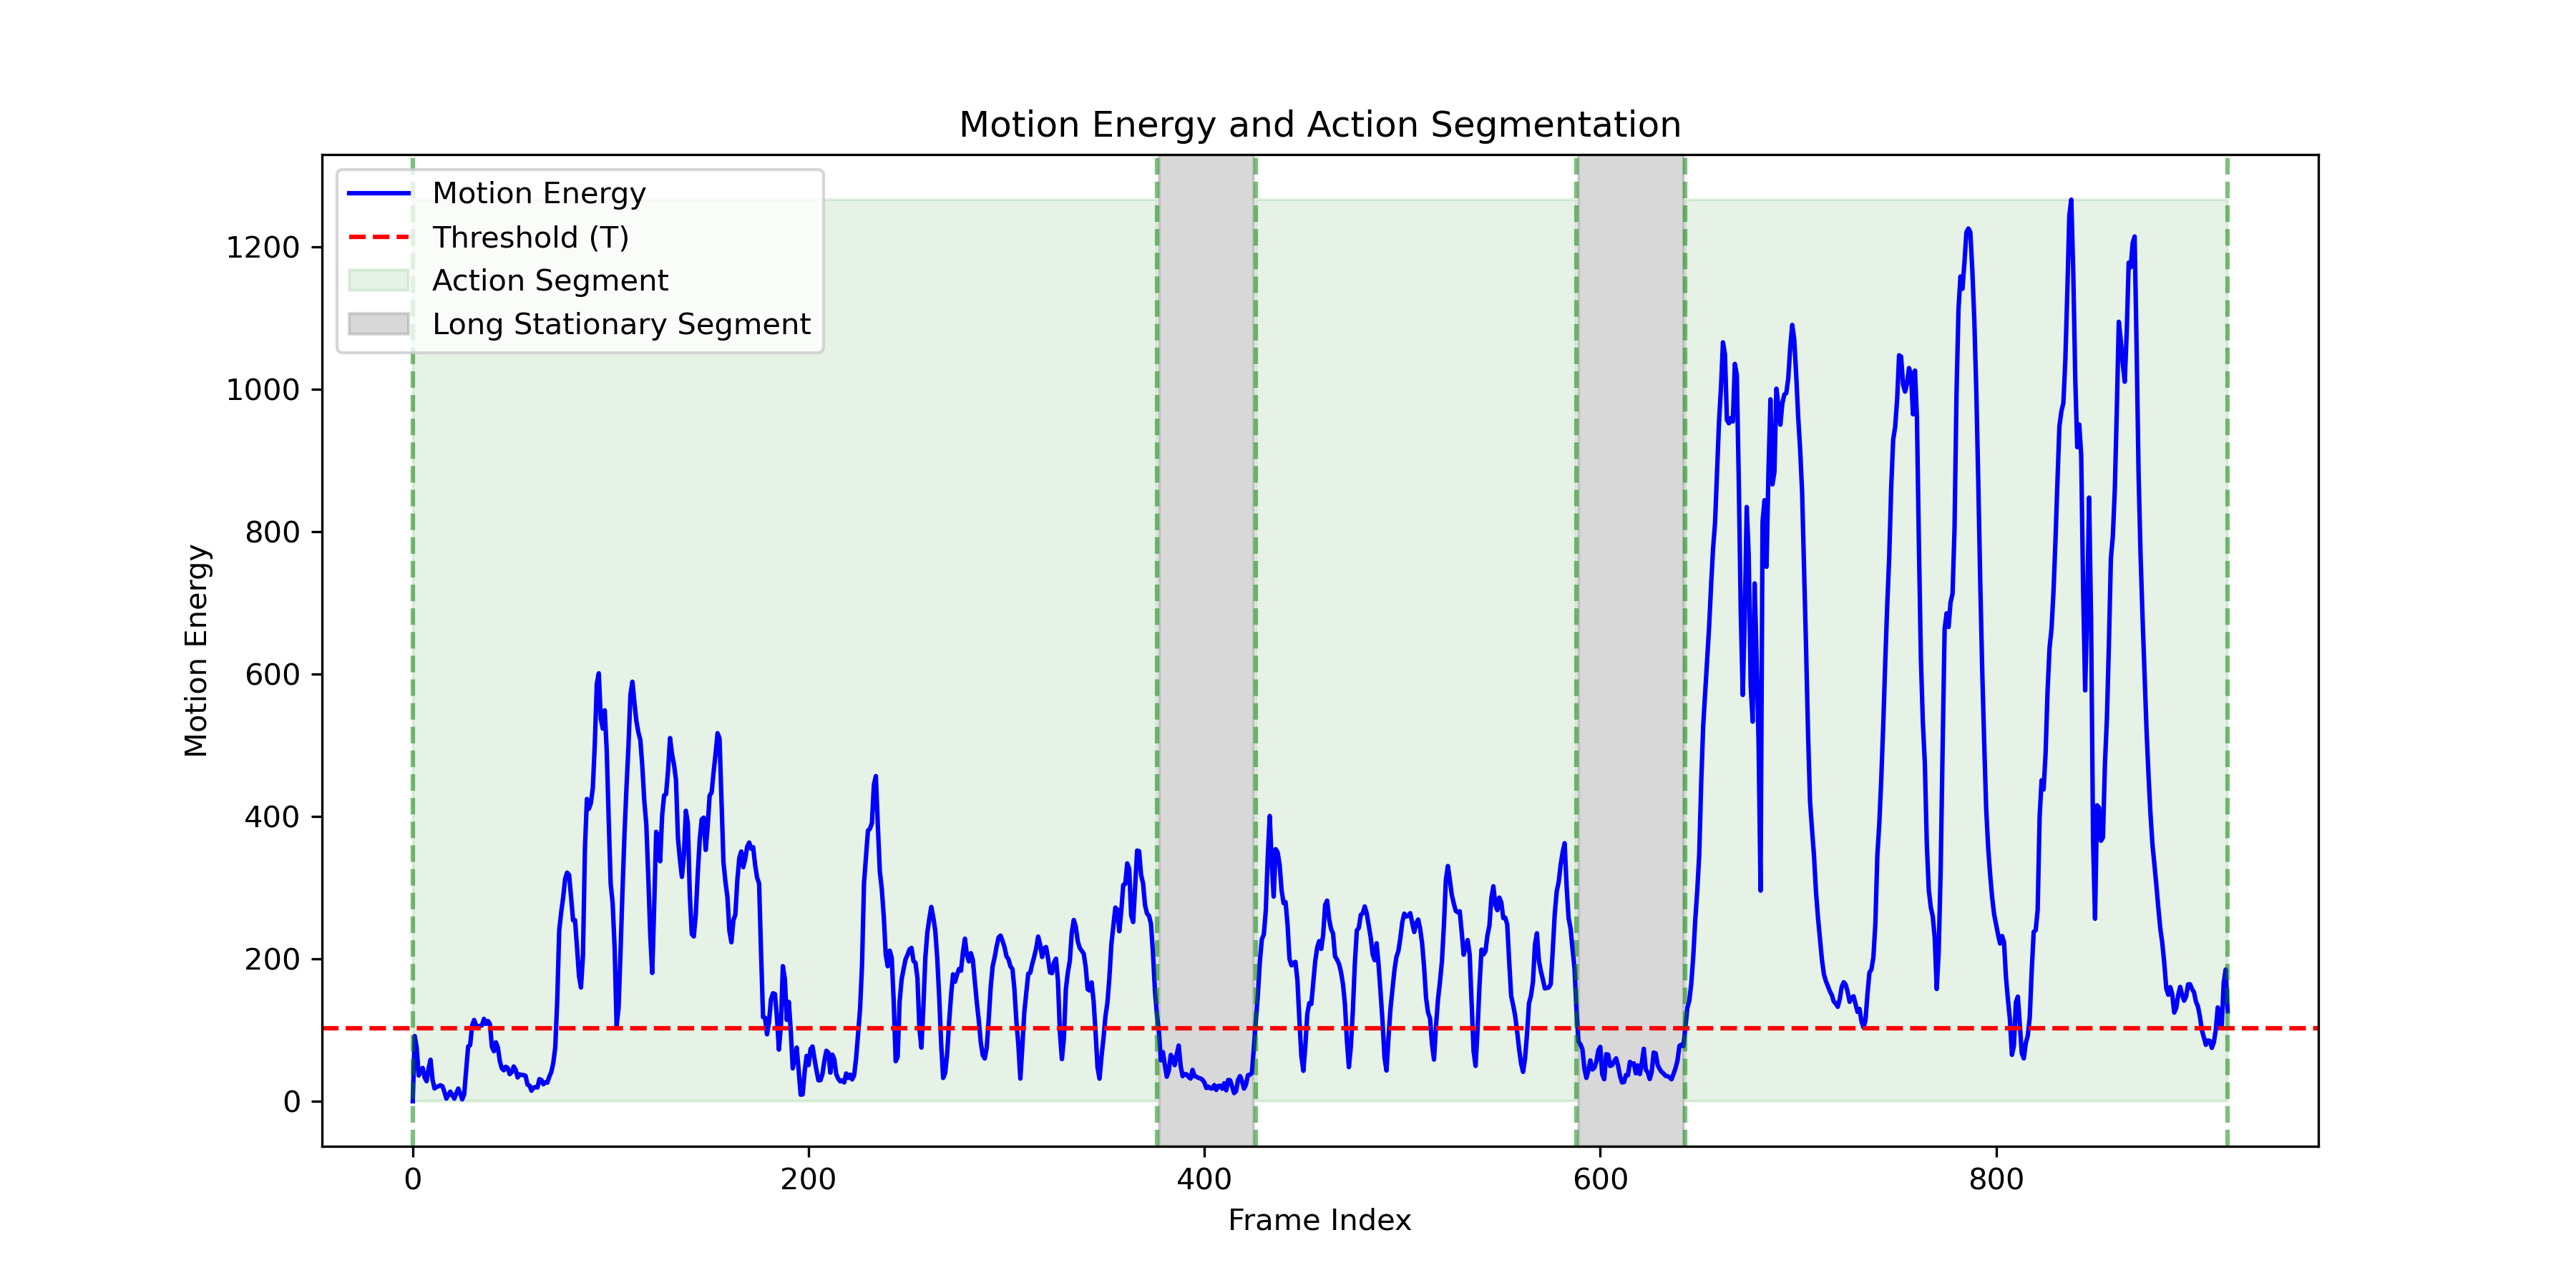 Motion Energy and Action Segmentation
Motion Energy
Threshold (T)
Action Segment
Long Stationary Segment
Motion Energy
1200
1000
800
600
400
200
0
0 200 400 600 800
Frame Index